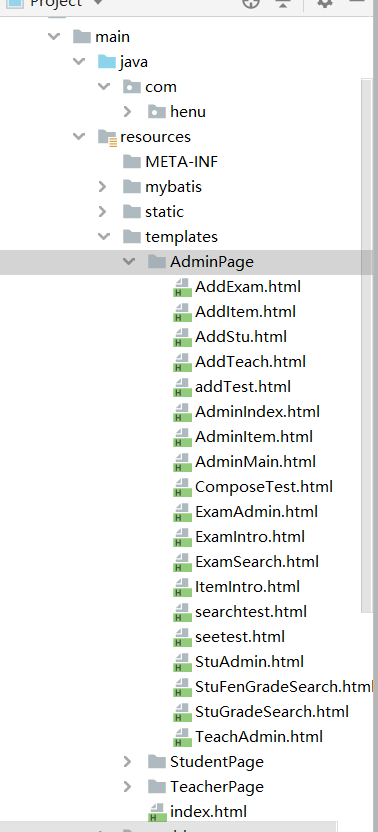 Project
main
java
com
henu
resources
META-INF
mybatis
static
templates
AdminPage
AddExam.html
AddItem.html
AddStu.html
AddTeach.html
addTest.html
AdminIndex.html
AdminItem.html
AdminMain.html
ComposeTest.html
ExamAdmin.html
ExamIntro.html
ExamSearch.html
ItemIntro.html
searchtest.html
seetest.html
StuAdmin.html
StuFenGradeSearch.html
StuGradeSearch.html
TeachAdmin.html
StudentPage
TeacherPage
index.html